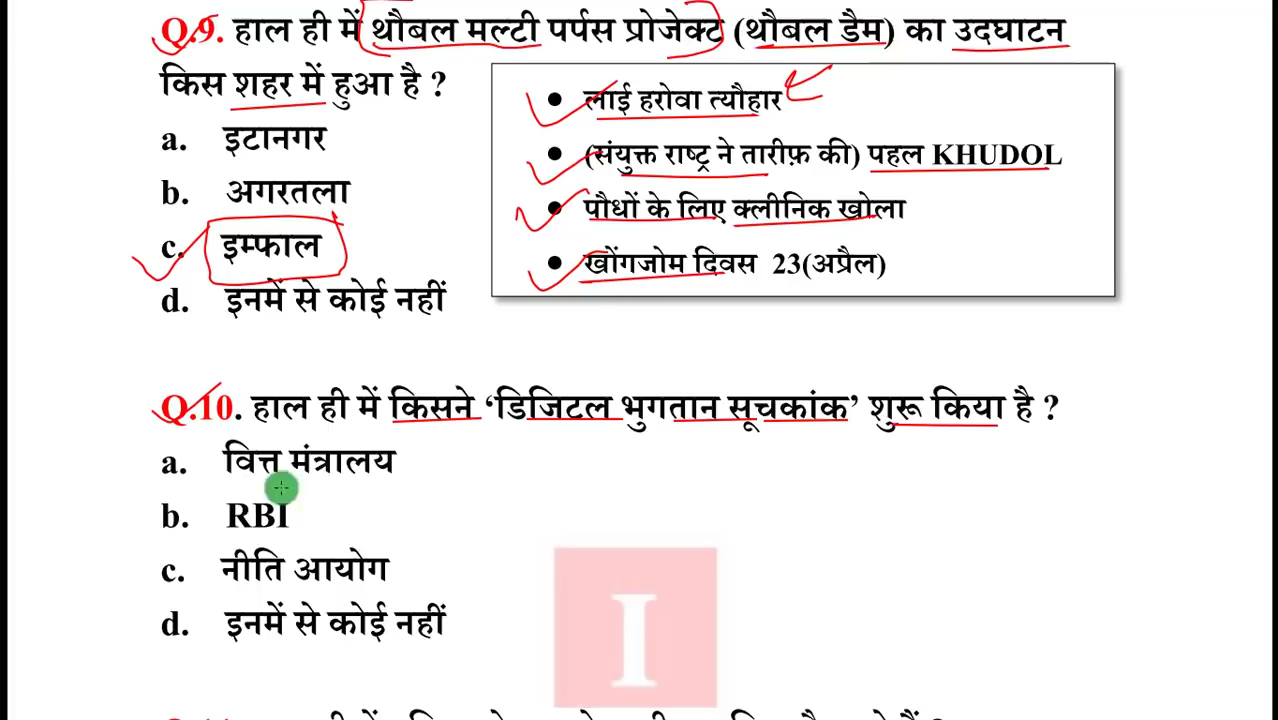 Q.9. हाल ही में थौबल मल्टी पर्पस प्रोजेक्ट (थौबल डैम) का उदघाटन
किस शहर में हुआ है ?
a. इटानगर
b. अगरतला
c. इम्फाल
d. इनमें से कोई नहीं
• लाई हरोवा त्यौहार
• (संयुक्त राष्ट्र ने तारीफ़ की) पहल KHUDOL
• पौधों के लिए क्लीनिक खोला
• खोंगजोम दिवस 23(अप्रैल)
Q.10. हाल ही में किसने ‘डिजिटल भुगतान सूचकांक’ शुरू किया है ?
a. वित्त मंत्रालय
b. RBI
c. नीति आयोग
d. इनमें से कोई नहीं
I